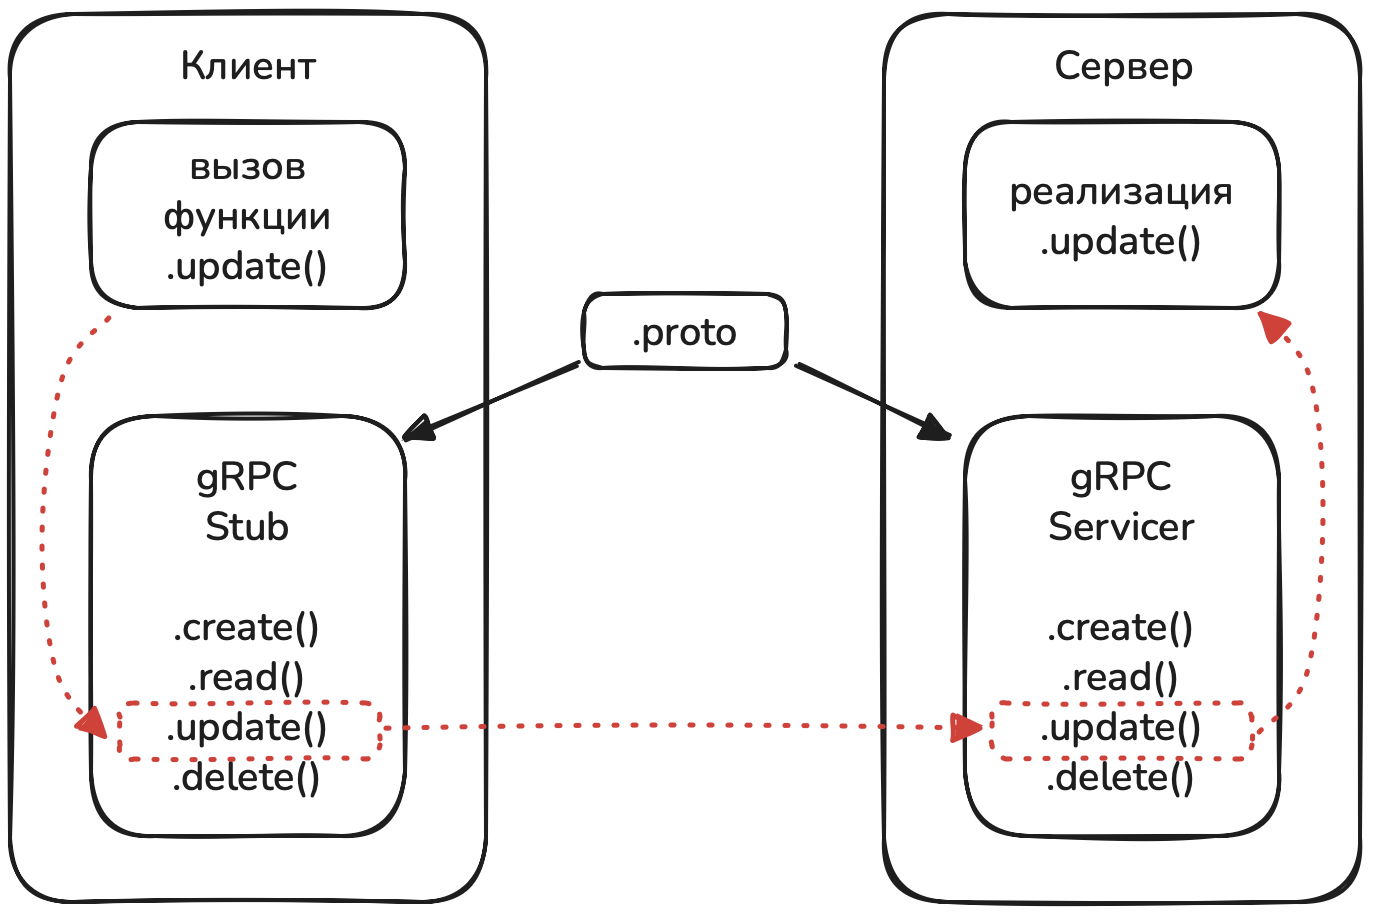 Клиент
вызов
функции
.update()
gRPC
Stub
.create()
.read()
.update()
.delete()
.proto
Сервер
реализация
.update()
gRPC
Servicer
.create()
.read()
.update()
.delete()